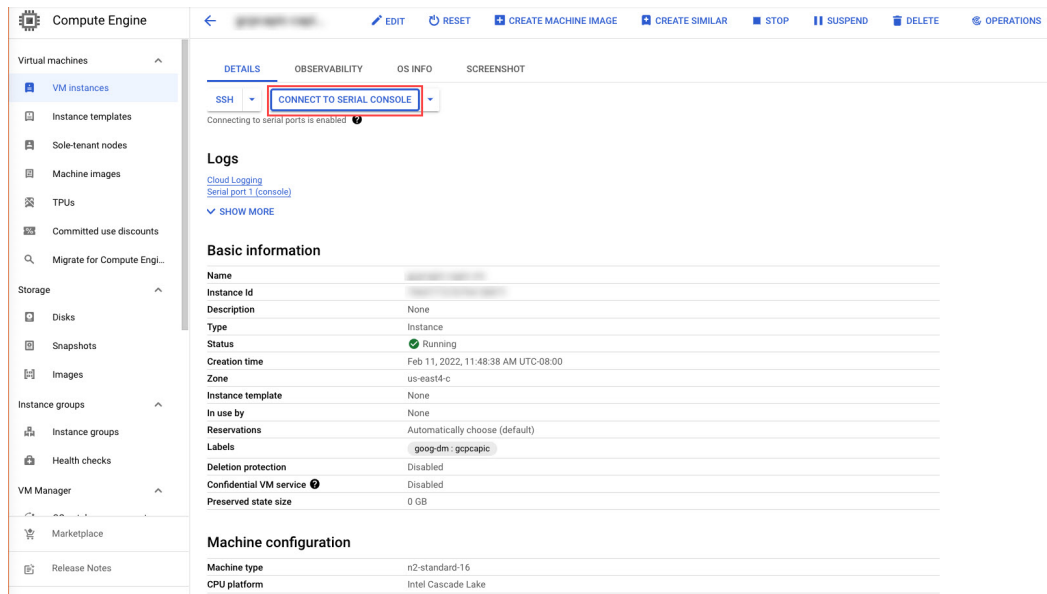 Compute Engine
EDIT RESET CREATE MACHINE IMAGE CREATE SIMILAR STOP SUSPEND DELETE OPERATIONS
Virtual machines
VM instances
Instance templates
Sole-tenant nodes
Machine images
TPUs
Committed use discounts
Migrate for Compute Engi...
Storage
Disks
Snapshots
Images
Instance groups
Instance groups
Health checks
VM Manager
Marketplace
Release Notes
DETAILS OBSERVABILITY OS INFO SCREENSHOT
SSH CONNECT TO SERIAL CONSOLE
Connecting to serial ports is enabled
Logs
Cloud Logging
Serial port 1 (console)
SHOW MORE
Basic information
Name
Instance Id
Description None
Type Instance
Status Running
Creation time Feb 11, 2022, 11:48:38 AM UTC-08:00
Zone us-east4-c
Instance template None
In use by None
Reservations Automatically choose (default)
Labels goog-dm : gcpcapic
Deletion protection Disabled
Confidential VM service Disabled
Preserved state size 0 GB
Machine configuration
Machine type n2-standard-16
CPU platform Intel Cascade Lake